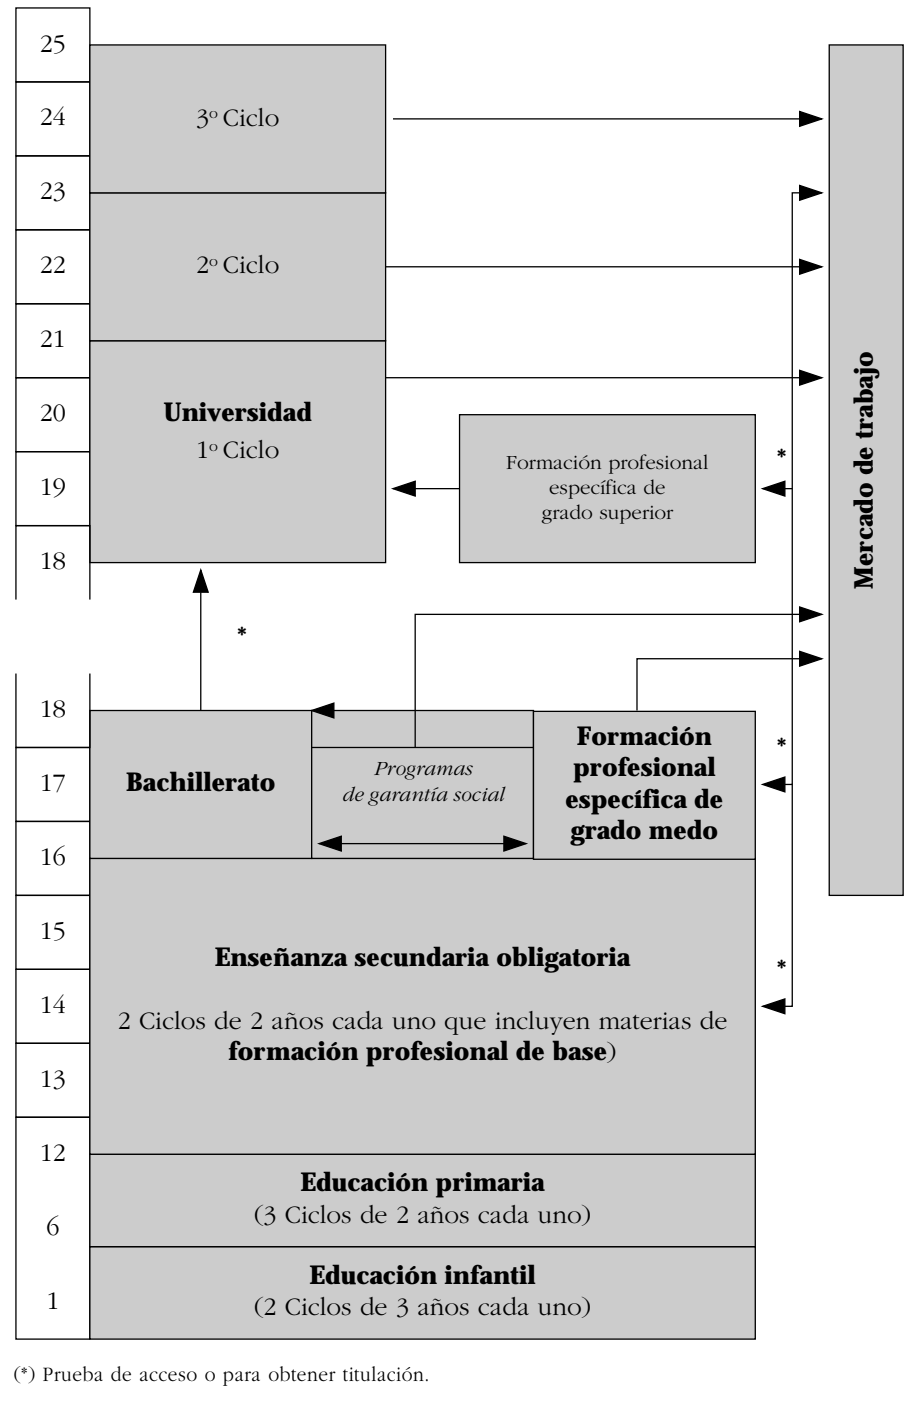 25
24
3º Ciclo
23
22
2º Ciclo
21
20
Universidad
1º Ciclo
19
18
Formación profesional
específica de
grado superior
*
Mercado de trabajo
*
18
17
16
Bachillerato
Programas
de garantía social
Formación
profesional
específica de
grado medo
*
15
14
13
12
Enseñanza secundaria obligatoria
2 Ciclos de 2 años cada uno que incluyen materias de
formación profesional de base)
*
Educación primaria
(3 Ciclos de 2 años cada uno)
6
Educación infantil
(2 Ciclos de 3 años cada uno)
1
(*) Prueba de acceso o para obtener titulación.